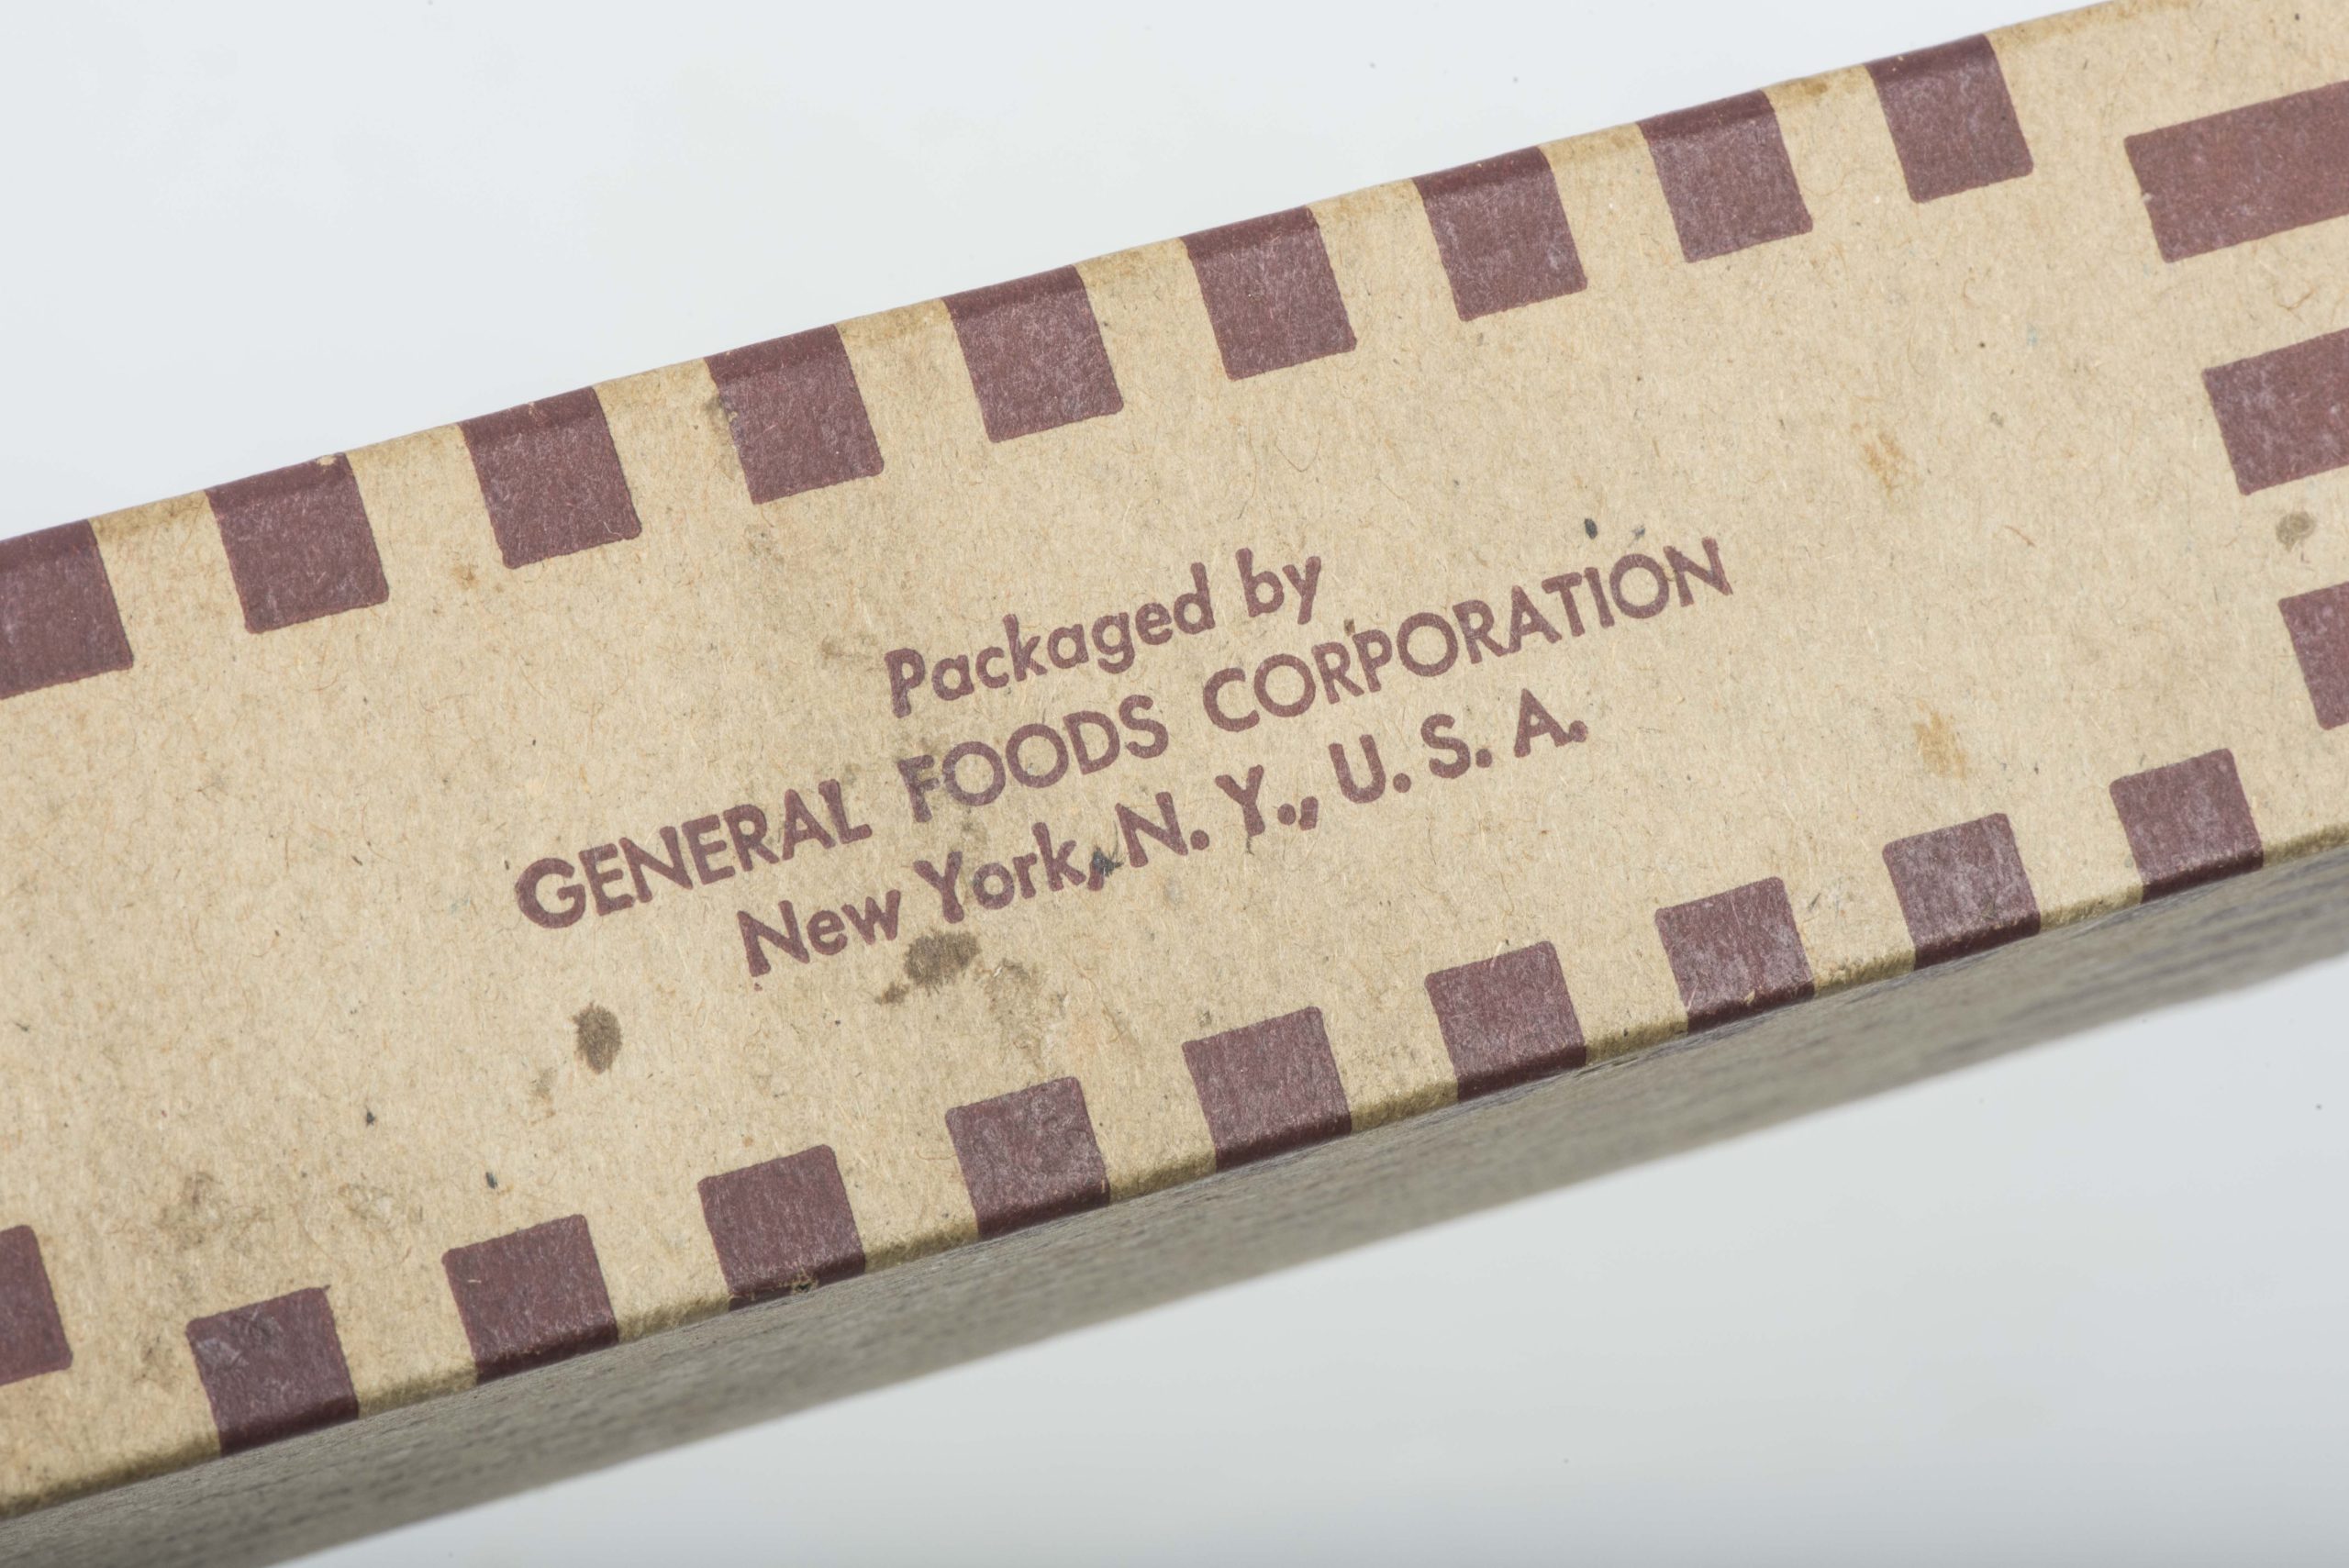 Packaged by
GENERAL FOODS CORPORATION
New York, N. Y., U. S. A.